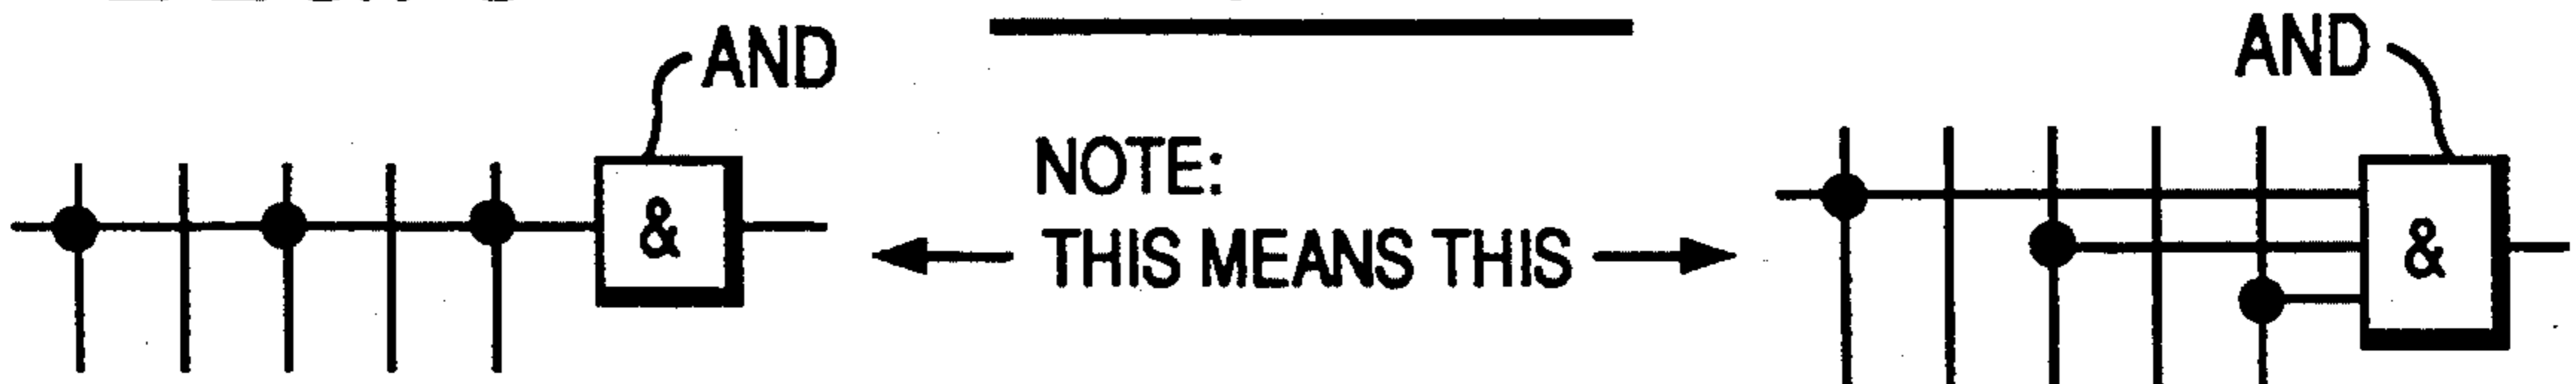 AND
AND
NOTE:
THIS MEANS THIS
&
&